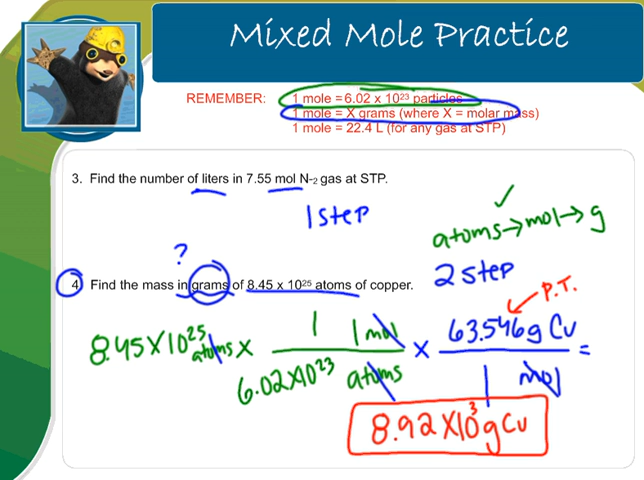 Mixed Mole Practice
REMEMBER: 1 mole = 6.02 x 10²³ particles
1 mole = X grams (where X = molar mass)
1 mole = 22.4 L (for any gas at STP)
3. Find the number of liters in 7.55 mol N-₂ gas at STP.
1 step
atoms→mol→g
?
4. Find the mass in grams of 8.45 x 10²⁵ atoms of copper.
2 step
P.T.
8.45 x 10²⁵ atoms x 1 1 mol x 63.546 g Cu =
6.02 x 10²³ atoms 1 mol
8.92 x 10³ g Cu